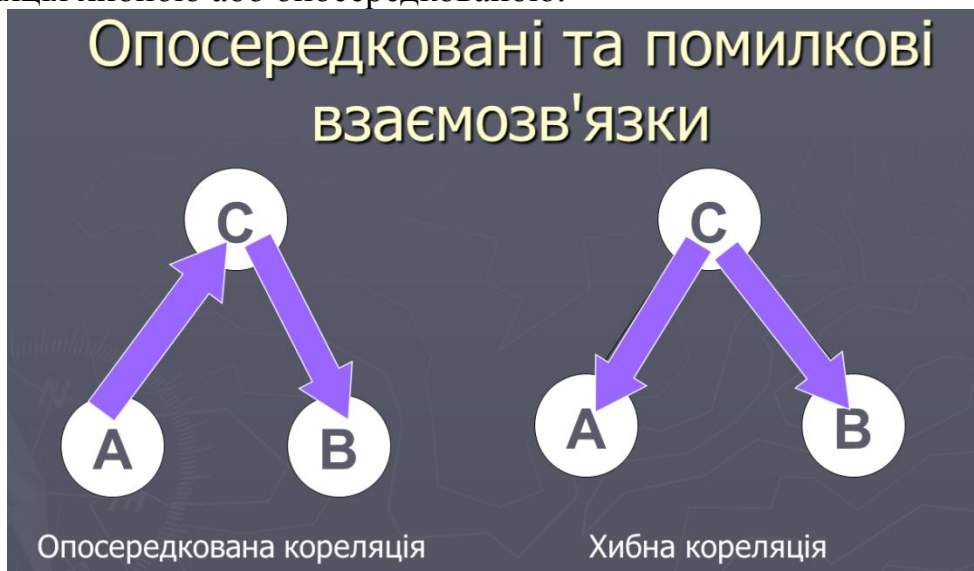 Опосередковані та помилкові
взаємозв'язки
C
C
A
B
A
B
Опосередкована кореляція
Хибна кореляція